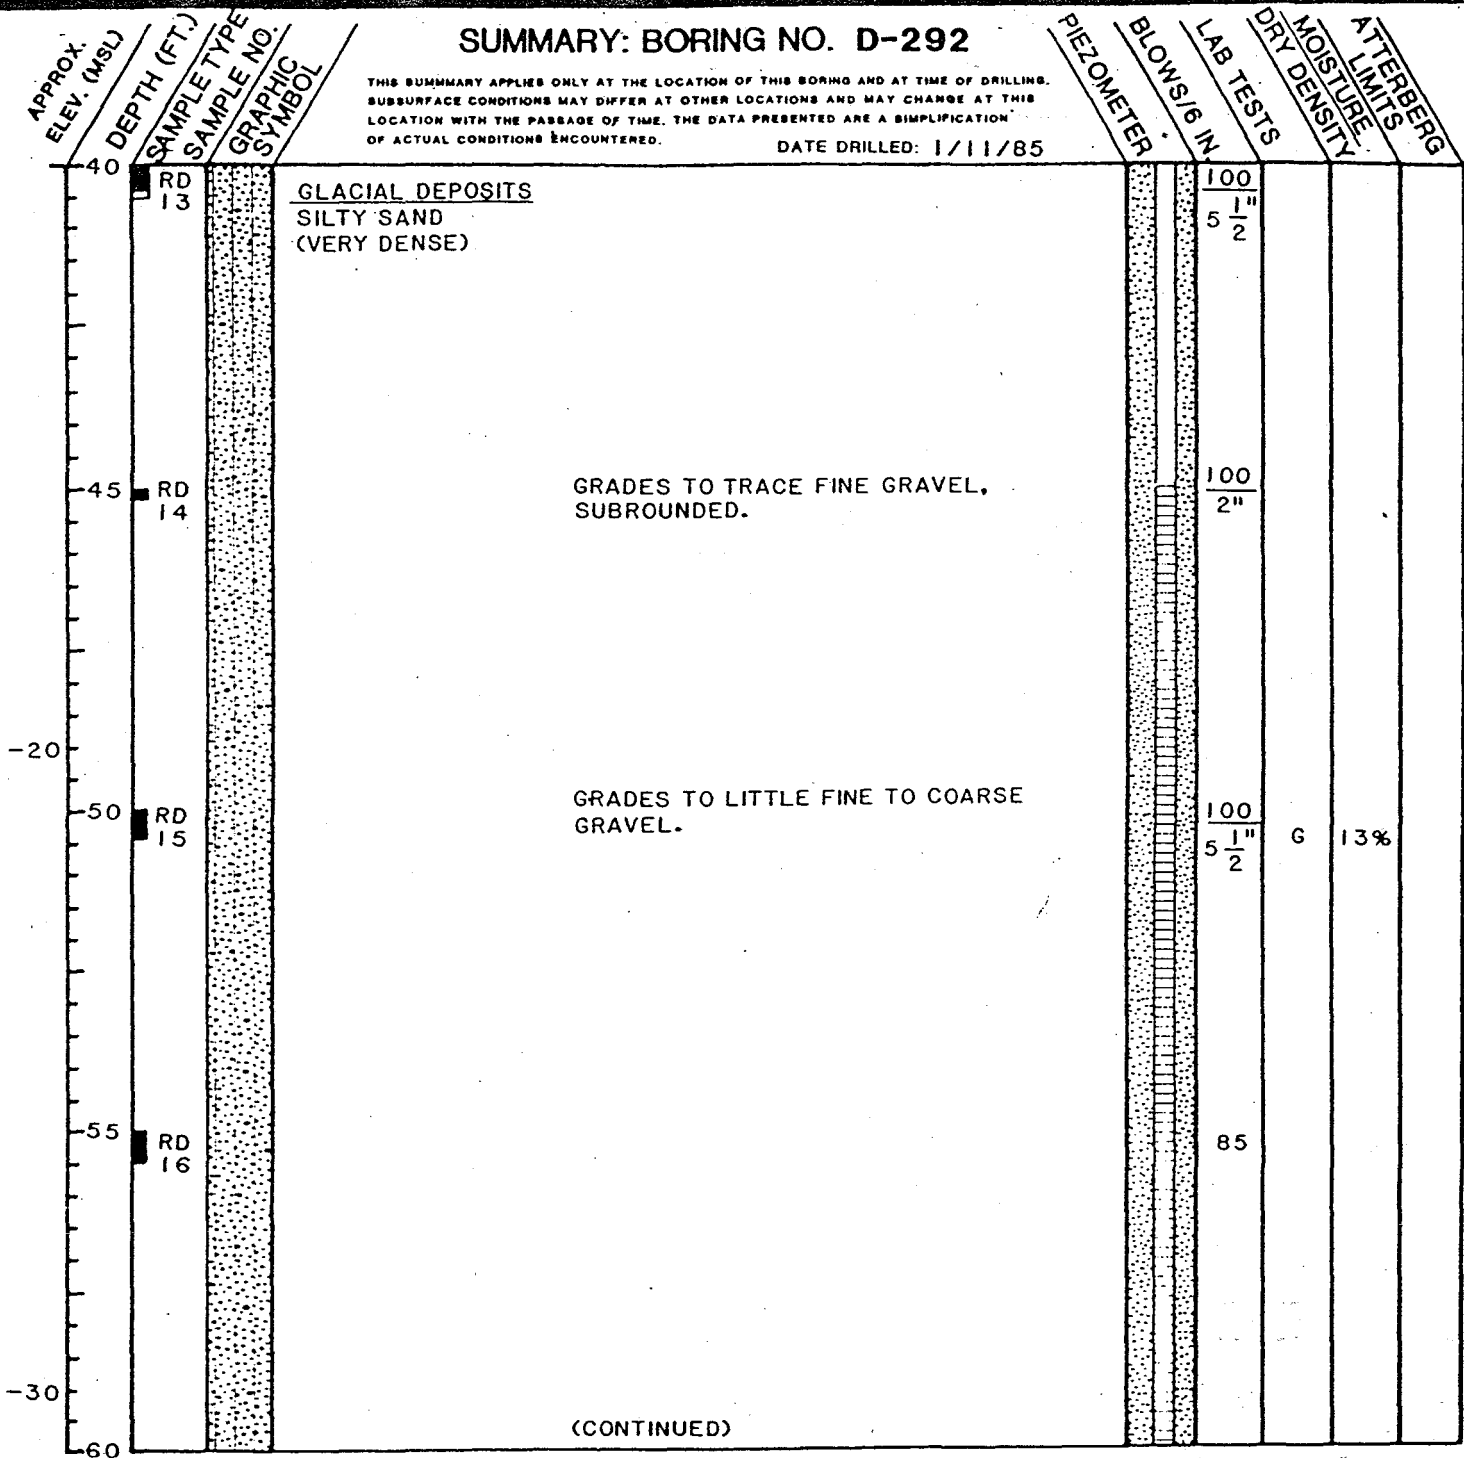 SUMMARY: BORING NO. D-292
THIS SUMMMARY APPLIES ONLY AT THE LOCATION OF THIS BORING AND AT TIME OF DRILLING.
SUBSURFACE CONDITIONS MAY DIFFER AT OTHER LOCATIONS AND MAY CHANGE AT THIS
LOCATION WITH THE PASSAGE OF TIME. THE DATA PRESENTED ARE A SIMPLIFICATION
OF ACTUAL CONDITIONS ENCOUNTERED.
DATE DRILLED: 1/11/85
APPROX.
ELEV. (MSL)
DEPTH (FT.)
SAMPLE TYPE
SAMPLE NO.
GRAPHIC
SYMBOL
PIEZOMETER
BLOWS/6 IN.
LAB TESTS
DRY DENSITY
MOISTURE
ATTERBERG
LIMITS
40
RD
13
GLACIAL DEPOSITS
SILTY SAND
(VERY DENSE)
100
5 1/2"
45
RD
14
GRADES TO TRACE FINE GRAVEL,
SUBROUNDED.
100
2"
-20
50
RD
15
GRADES TO LITTLE FINE TO COARSE
GRAVEL.
100
5 1/2"
G
13%
55
RD
16
85
-30
(CONTINUED)
60